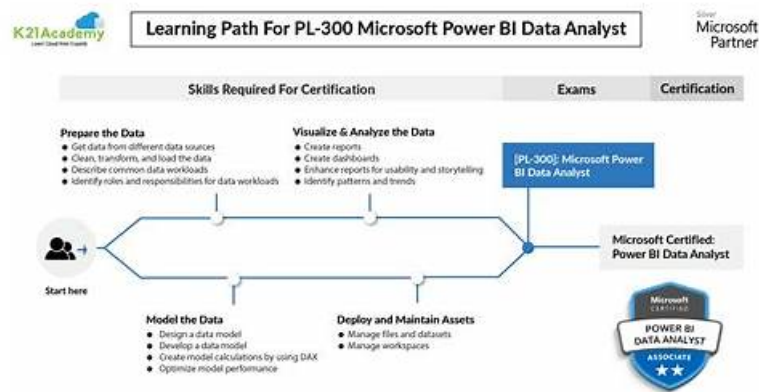 K21Academy
Learn Cloud from Experts
Learning Path For PL-300 Microsoft Power BI Data Analyst
Silver
Microsoft
Partner
Skills Required For Certification
Exams
Certification
Prepare the Data
● Get data from different data sources
● Clean, transform, and load the data
● Describe common data workloads
● Identify roles and responsibilities for data workloads
Visualize & Analyze the Data
● Create reports
● Create dashboards
● Enhance reports for usability and storytelling
● Identify patterns and trends
[PL-300]: Microsoft Power
BI Data Analyst
Start here
Microsoft Certified:
Power BI Data Analyst
Model the Data
● Design a data model
● Develop a data model
● Create model calculations by using DAX
● Optimize model performance
Deploy and Maintain Assets
● Manage files and datasets
● Manage workspaces
Microsoft
CERTIFIED
POWER BI
DATA ANALYST
ASSOCIATE